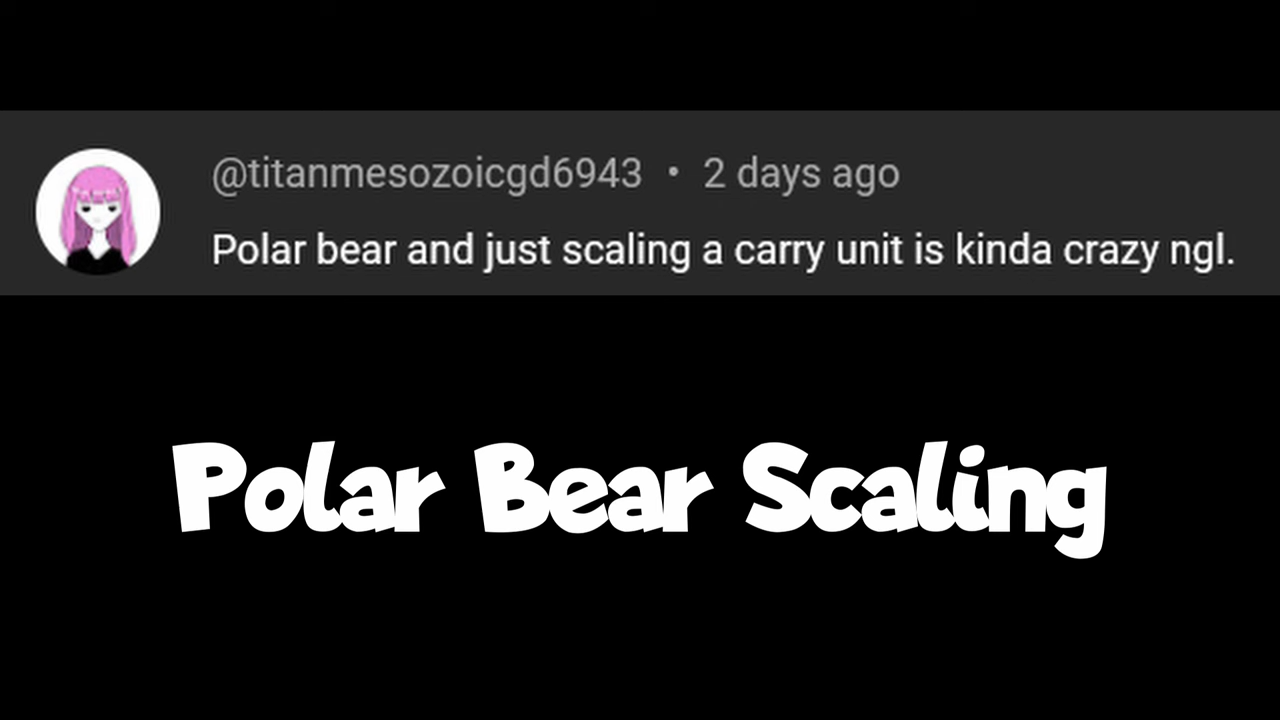 @titanmesozoicgd6943 • 2 days ago
Polar bear and just scaling a carry unit is kinda crazy ngl.
Polar Bear Scaling